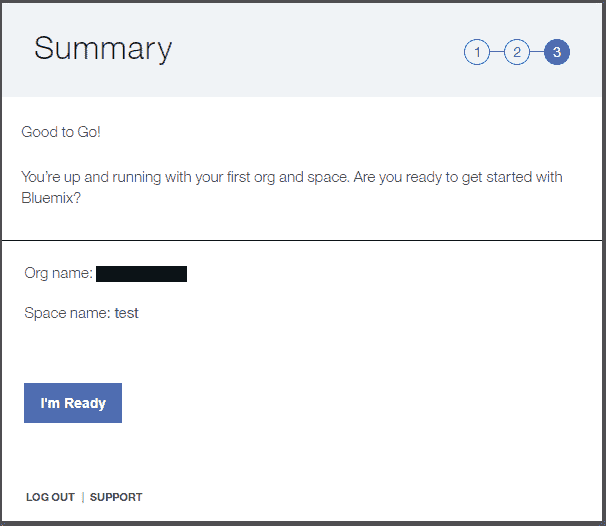 Summary
1 2 3
Good to Go!
You’re up and running with your first org and space. Are you ready to get started with
Bluemix?
Org name:
Space name: test
I'm Ready
LOG OUT | SUPPORT